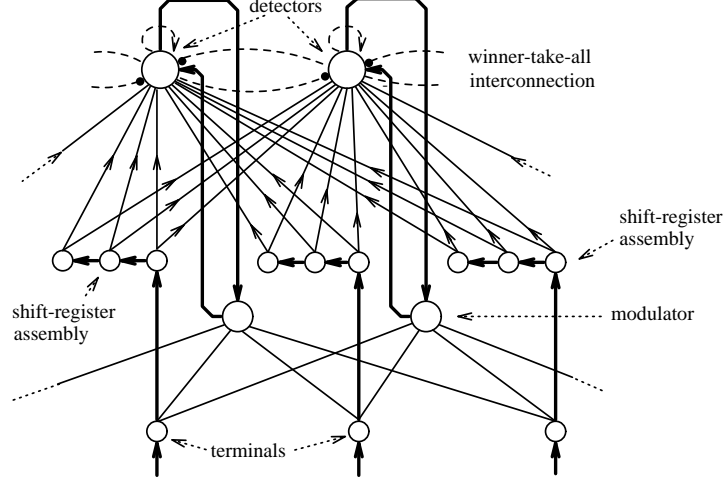 detectors
winner-take-all
interconnection
shift-register
assembly
shift-register
assembly
modulator
terminals